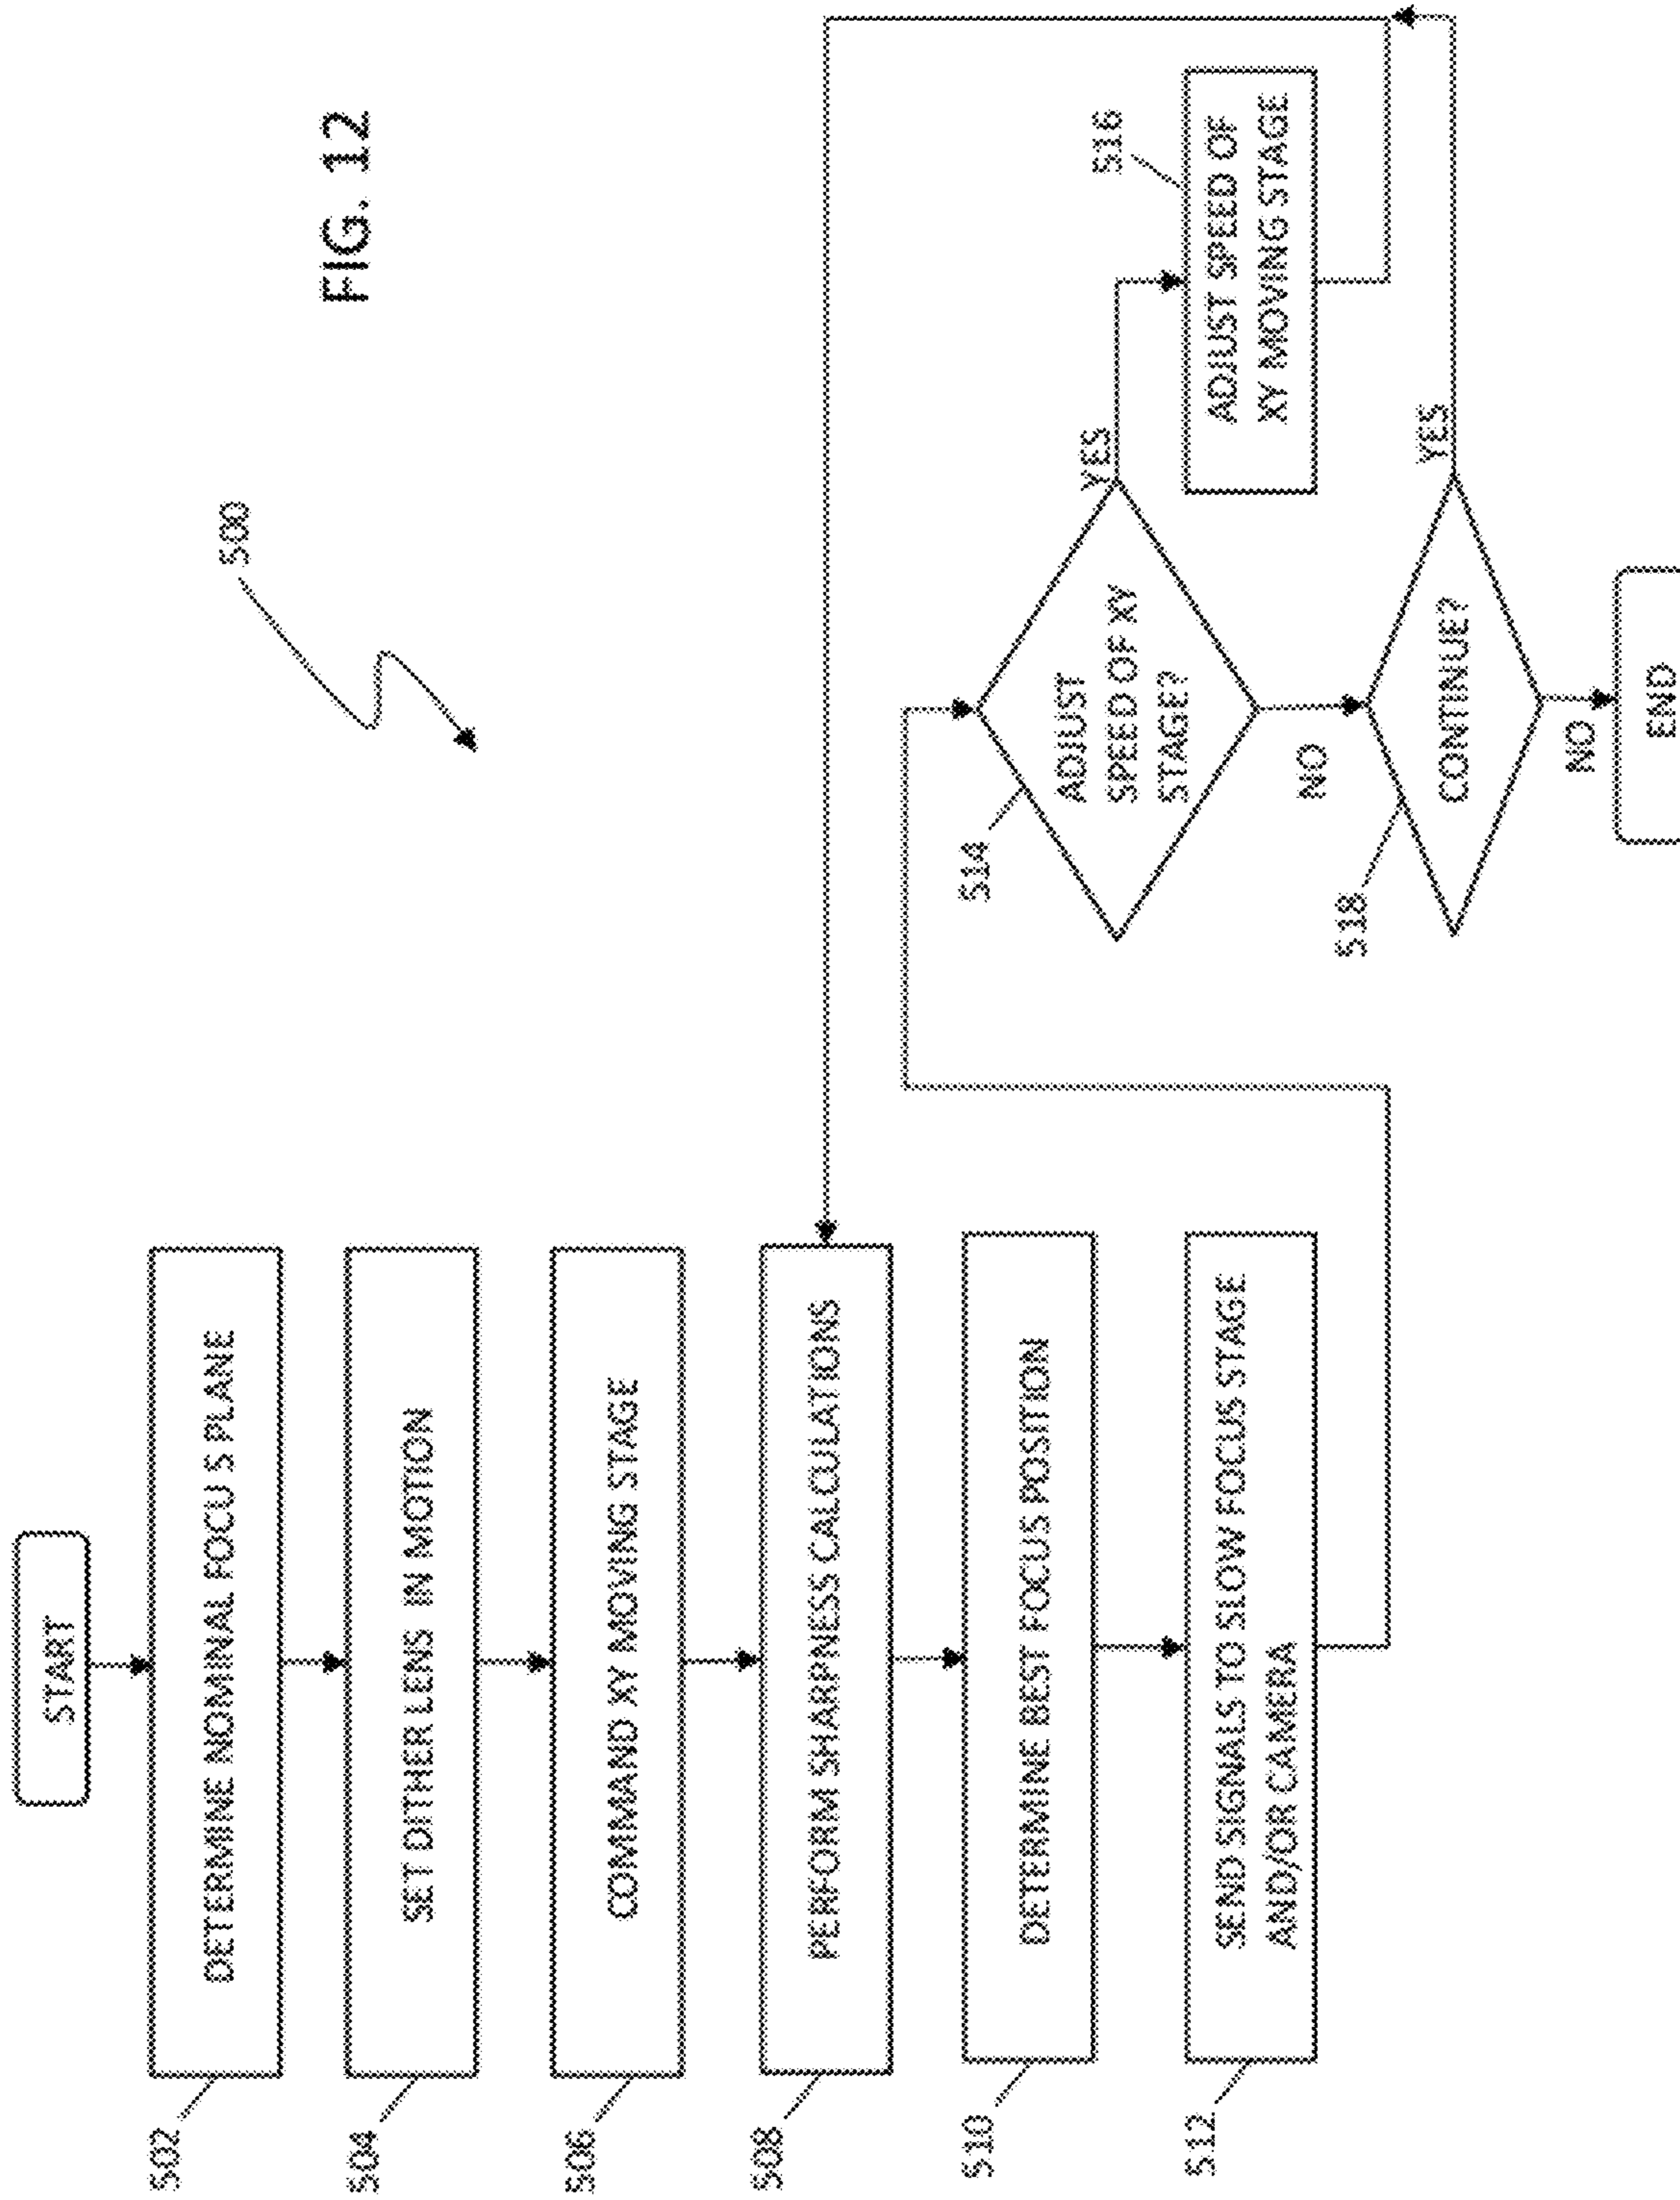 FIG. 12
500
START
502
DETERMINE NOMINAL FOCU S PLANE
504
SET DITHER LENS IN MOTION
506
COMMAND XY MOVING STAGE
508
PERFORM SHARPNESS CALCULATIONS
510
DETERMINE BEST FOCUS POSITION
512
SEND SIGNALS TO SLOW FOCUS STAGE
AND/OR CAMERA
514
ADJUST
SPEED OF XY
STAGE?
YES
516
ADJUST SPEED OF
XY MOVING STAGE
NO
518
CONTINUE?
YES
NO
END